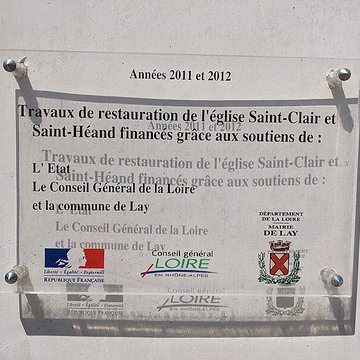 Années 2011 et 2012
Travaux de restauration de l'église Saint-Clair et
Saint-Héand financés grâce aux soutiens de :
L' Etat
Le Conseil Général de la Loire
et la commune de Lay
Liberté • Égalité • Fraternité
RÉPUBLIQUE FRANÇAISE
Conseil général
LOIRE
EN RHÔNE-ALPES
DÉPARTEMENT
DE LA LOIRE
MAIRIE
DE LAY